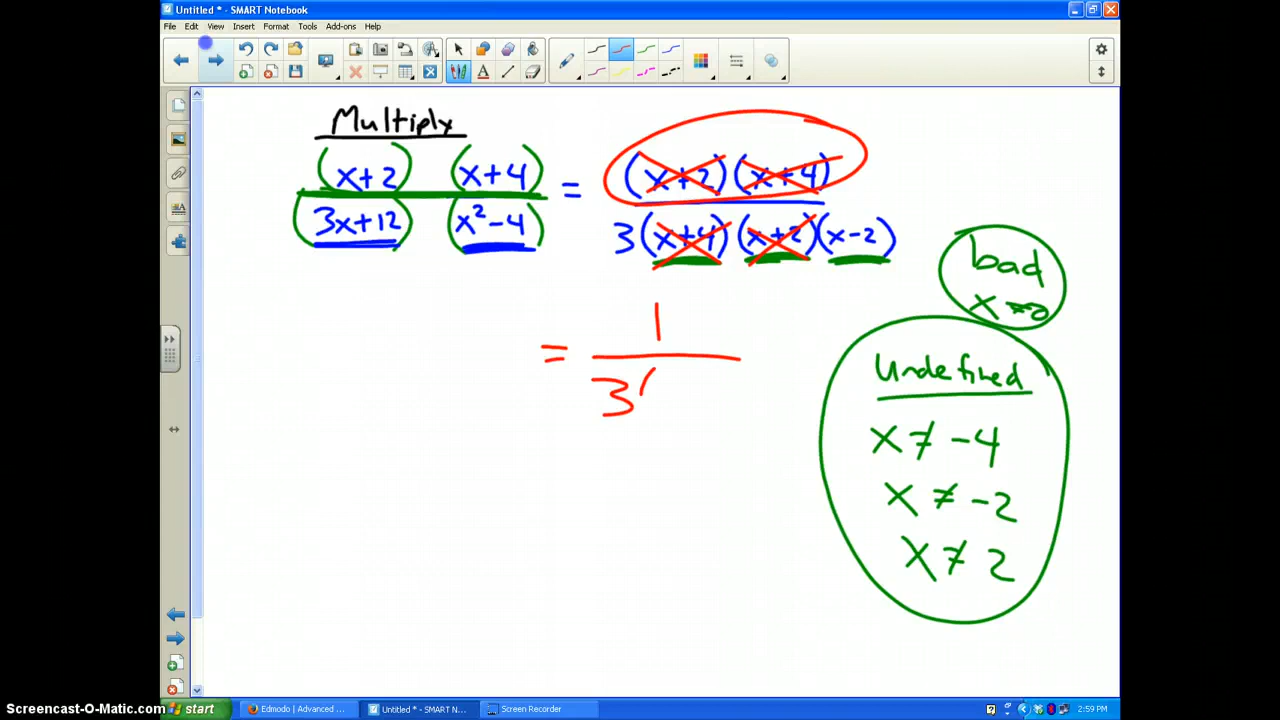 Untitled * - SMART Notebook
File Edit View Insert Format Tools Add-ons Help
Multiply
(x+2) (x+4) = (x+2)(x+4)
(3x+12) (x²-4) 3(x+4)(x+2)(x-2)
bad
= 1
3(
Undefined
x ≠ -4
x ≠ -2
x ≠ 2
Screencast-O-Matic.com
start Edmodo | Advanced ... Untitled * - SMART N... Screen Recorder 2:59 PM